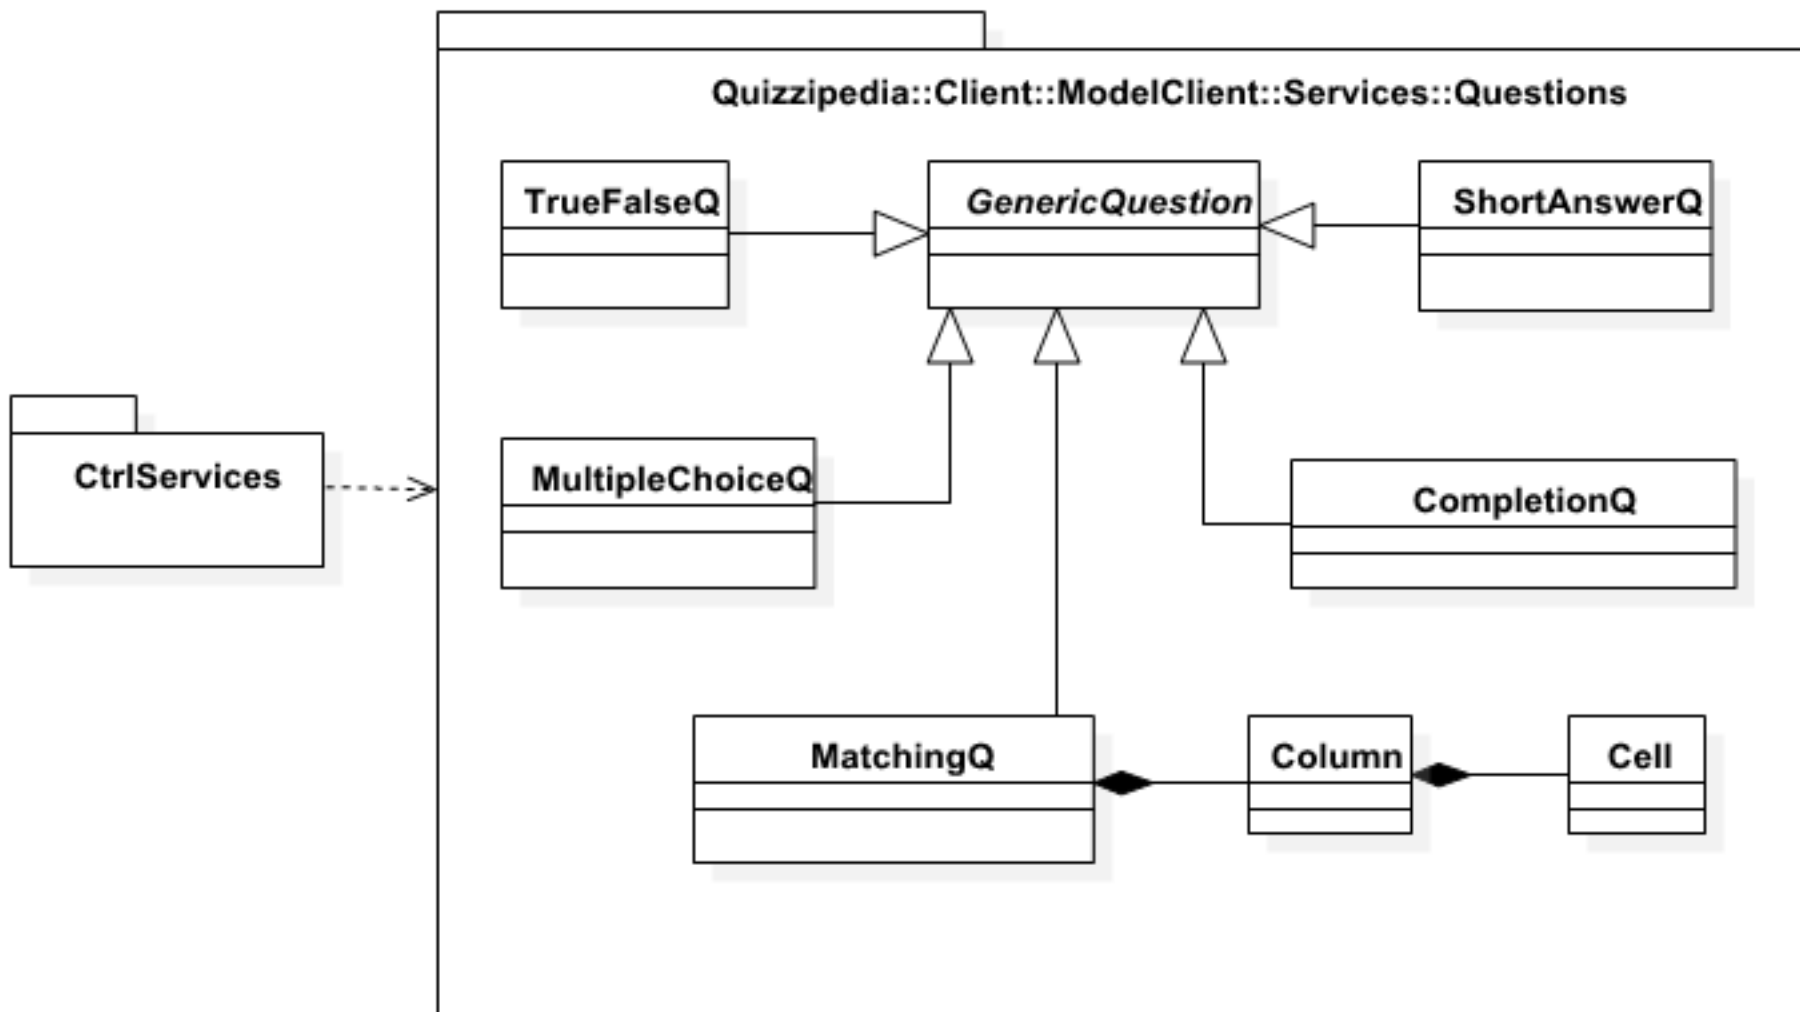 Quizzipedia::Client::ModelClient::Services::Questions
TrueFalseQ
GenericQuestion
ShortAnswerQ
CtrlServices
MultipleChoiceQ
CompletionQ
MatchingQ
Column
Cell